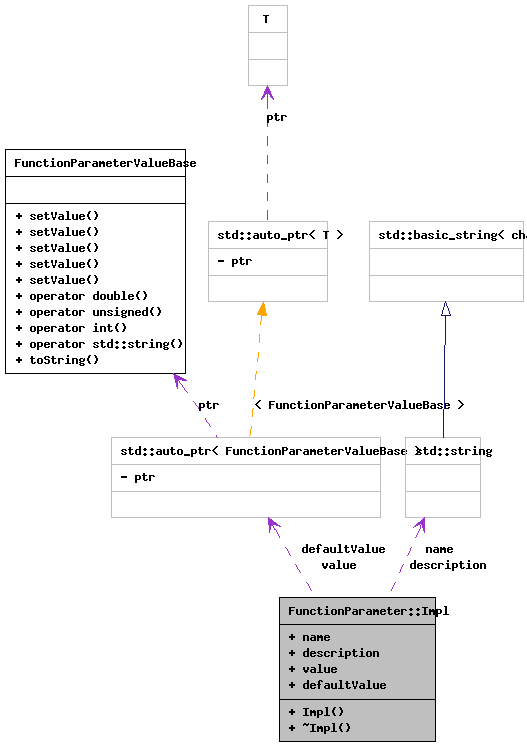 T
ptr
FunctionParameterValueBase
+ setValue()
+ setValue()
+ setValue()
+ setValue()
+ setValue()
+ operator double()
+ operator unsigned()
+ operator int()
+ operator std::string()
+ toString()
std::auto_ptr< T >
- ptr
std::basic_string< cha
ptr
< FunctionParameterValueBase >
std::auto_ptr< FunctionParameterValueBase >
- ptr
std::string
defaultValue
value
name
description
FunctionParameter::Impl
+ name
+ description
+ value
+ defaultValue
+ Impl()
+ ~Impl()